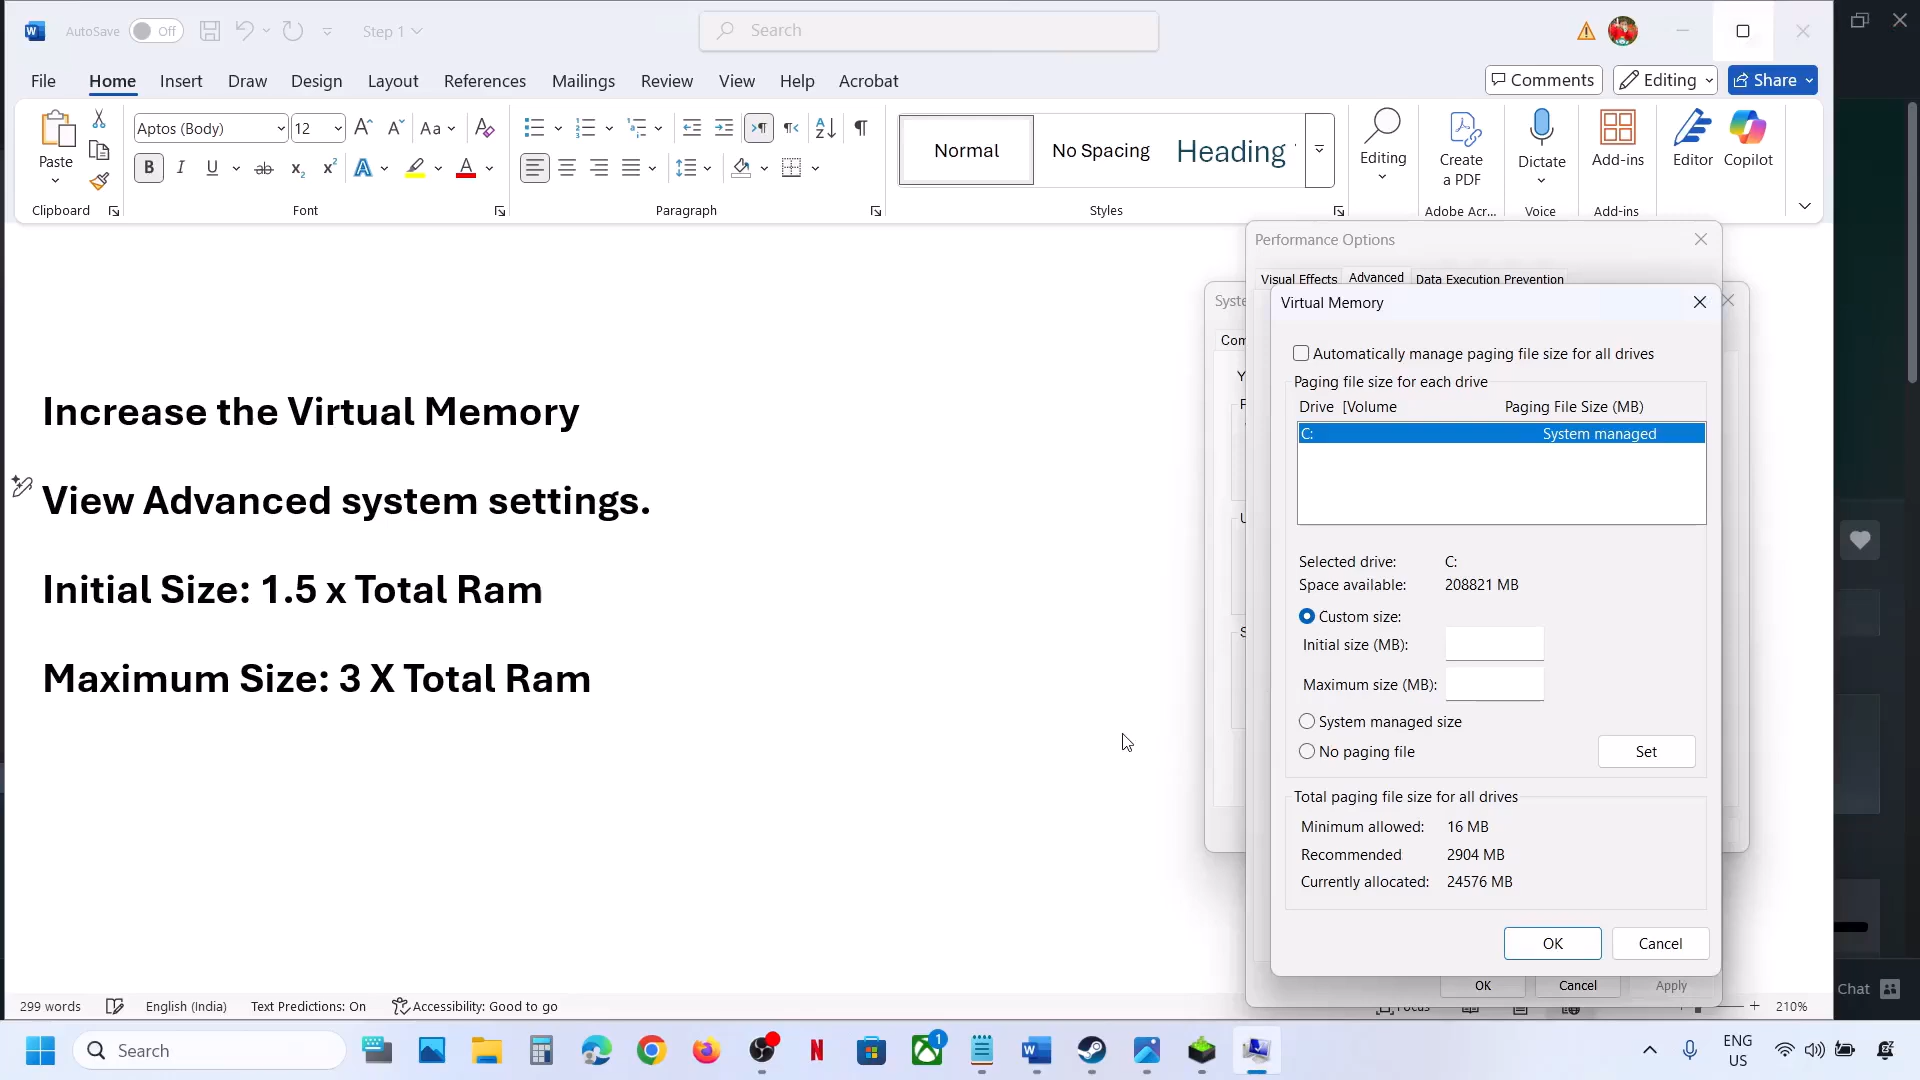 AutoSave
Off
Step 1
Search
File
Home
Insert
Draw
Design
Layout
References
Mailings
Review
View
Help
Acrobat
Comments
Editing
Share
Paste
Clipboard
Aptos (Body)
12
Aa
Font
Paragraph
Normal
No Spacing
Heading
Styles
Editing
Create
a PDF
Adobe Acr...
Dictate
Voice
Add-ins
Add-ins
Editor
Copilot
Increase the Virtual Memory
View Advanced system settings.
Initial Size: 1.5 x Total Ram
Maximum Size: 3 X Total Ram
Performance Options
Visual Effects
Advanced
Data Execution Prevention
Syste
Com
Virtual Memory
Automatically manage paging file size for all drives
Paging file size for each drive
Drive [Volume
Paging File Size (MB)
C:
System managed
Selected drive:
C:
Space available:
208821 MB
Custom size:
Initial size (MB):
Maximum size (MB):
System managed size
No paging file
Set
Total paging file size for all drives
Minimum allowed:
16 MB
Recommended
2904 MB
Currently allocated:
24576 MB
OK
Cancel
OK
Cancel
Apply
Chat
299 words
English (India)
Text Predictions: On
Accessibility: Good to go
Focus
210%
Search
1
ENG
US